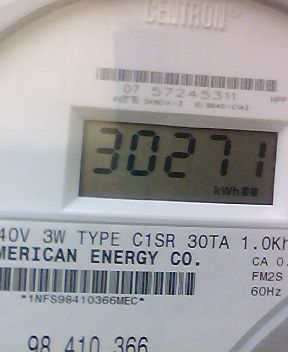 CENTRON®
07 57245311
30271
kWh
40V 3W TYPE C1SR 30TA 1.0Kh
MERICAN ENERGY CO.
CA 0.
FM2S
60Hz
*1NFS98410366MEC*
98 410 366